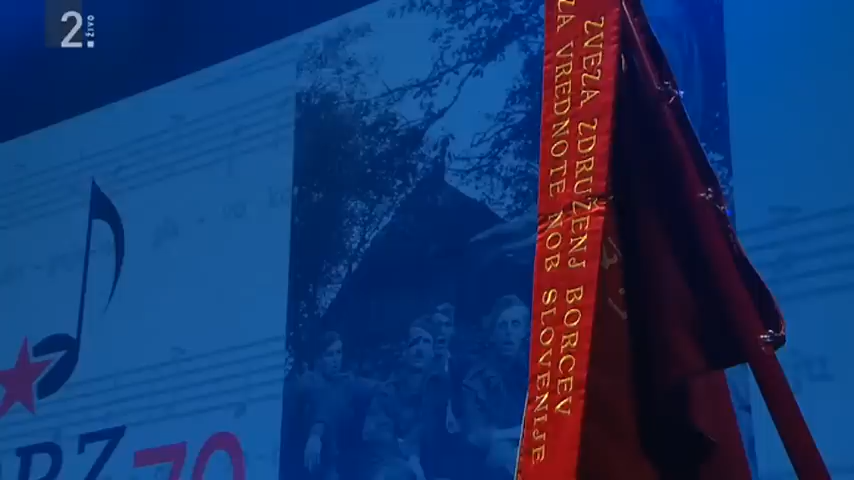 2.
živo
ZVEZA ZDRUŽENJ BORCEV
ZA VREDNOTE NOB SLOVENIJE
70